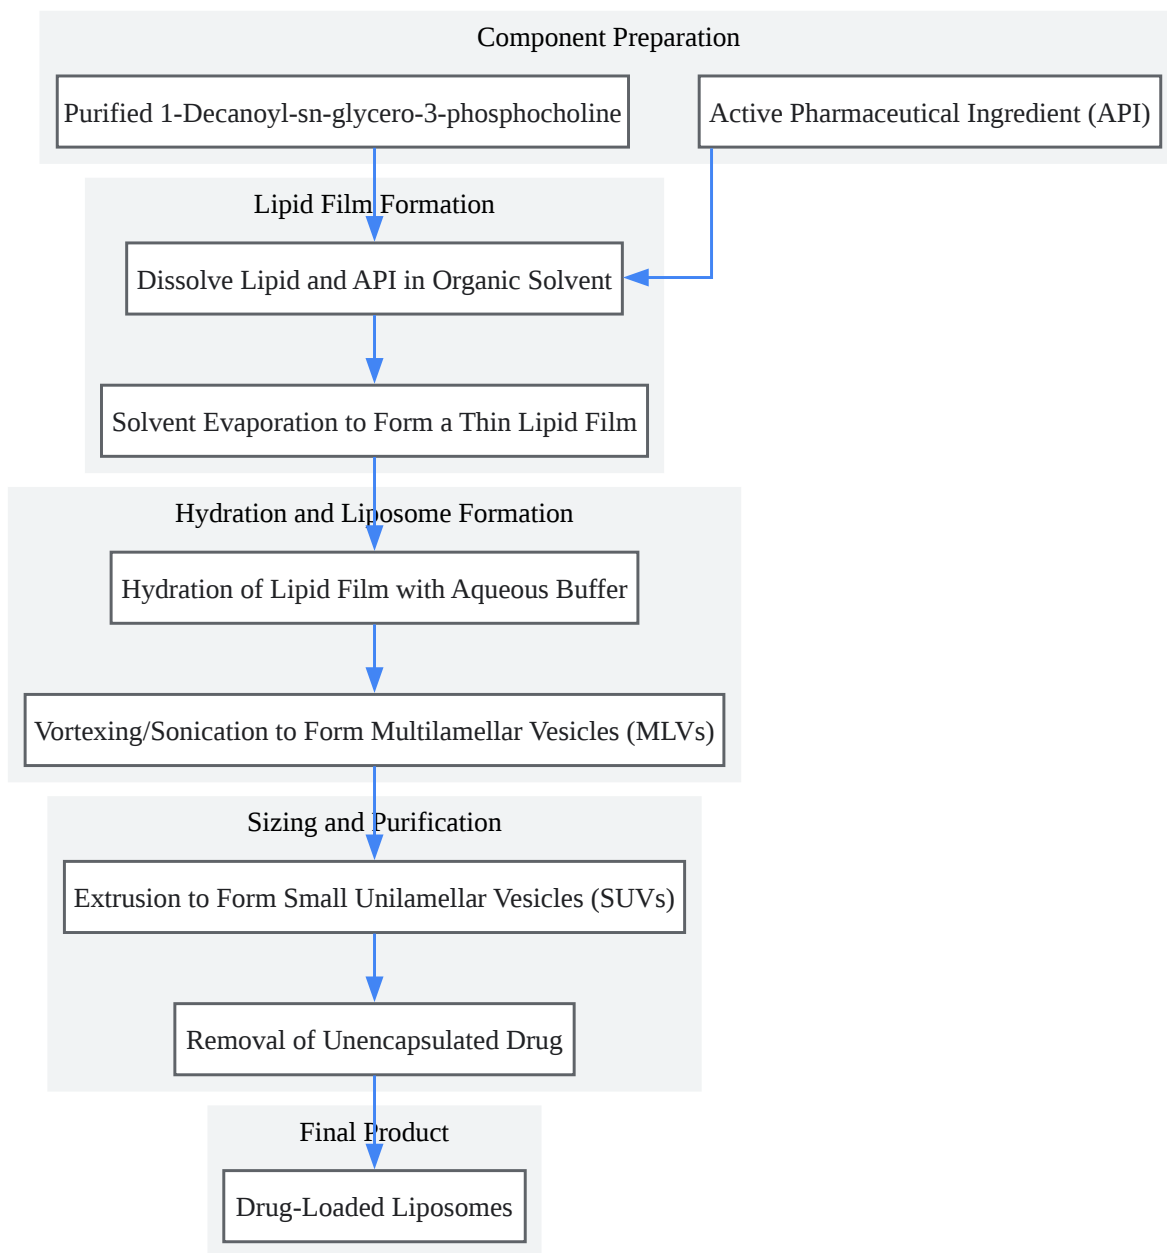 Component Preparation
Purified 1-Decanoyl-sn-glycero-3-phosphocholine
Active Pharmaceutical Ingredient (API)
Lipid Film Formation
Dissolve Lipid and API in Organic Solvent
Solvent Evaporation to Form a Thin Lipid Film
Hydration and Liposome Formation
Hydration of Lipid Film with Aqueous Buffer
Vortexing/Sonication to Form Multilamellar Vesicles (MLVs)
Sizing and Purification
Extrusion to Form Small Unilamellar Vesicles (SUVs)
Removal of Unencapsulated Drug
Final Product
Drug-Loaded Liposomes